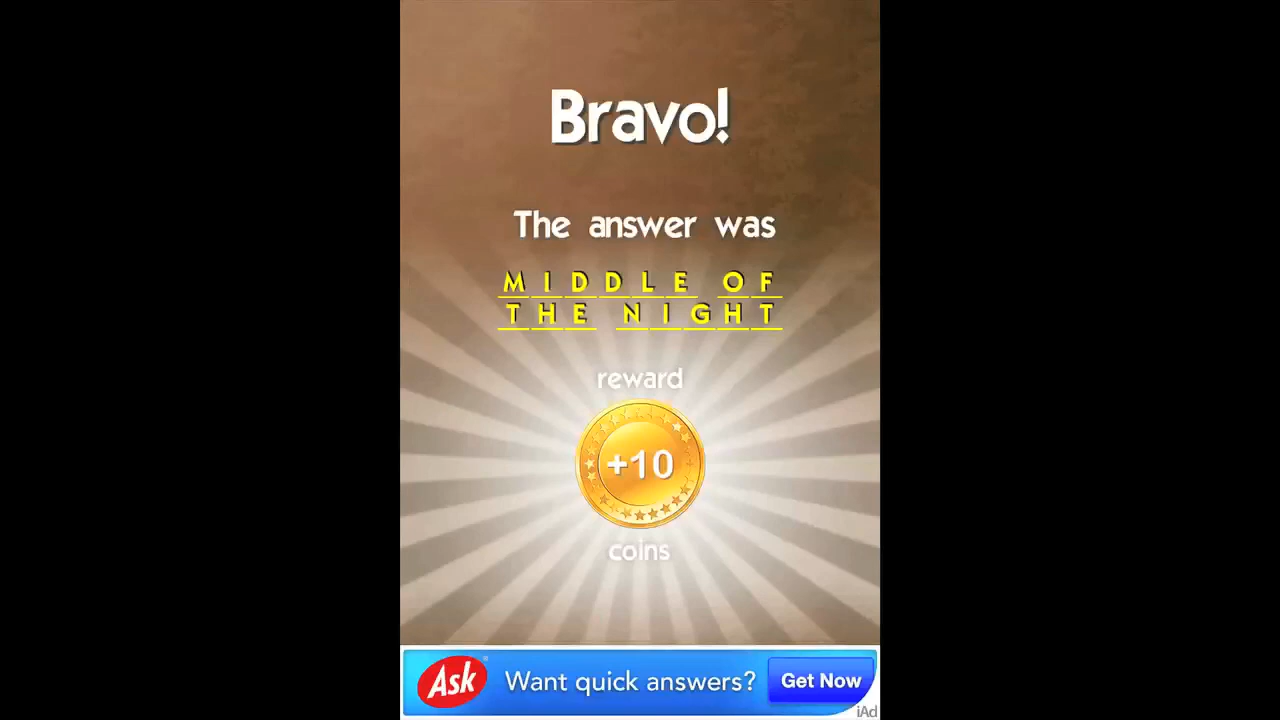 Bravo!
The answer was
MIDDLE OF
THE NIGHT
reward
+10
coins
Ask Want quick answers? Get Now
iAd